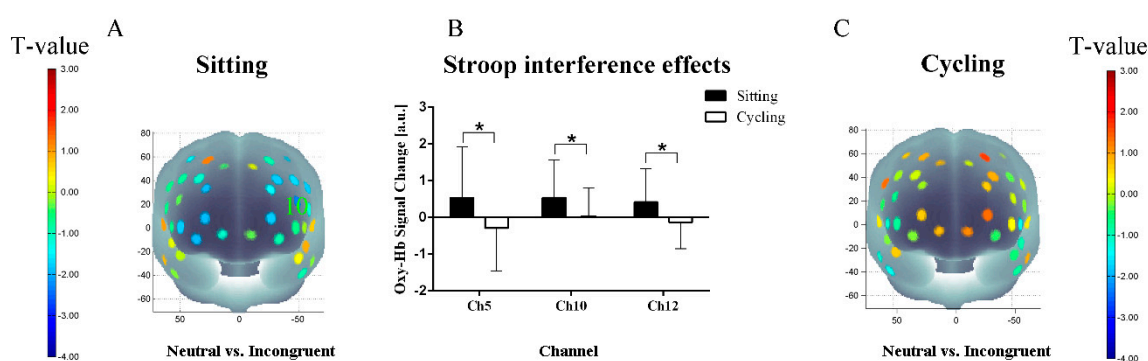 A
B
C
T-value
Sitting
Stroop interference effects
Cycling
T-value
3.00
2.00
1.00
0.00
-1.00
-2.00
-3.00
-4.00
80
60
40
20
0
-20
-40
-60
50
0
-50
10
Neutral vs. Incongruent
Sitting
Cycling
Oxy-Hb Signal Change [a.u.]
3
2
1
0
-1
-2
*
*
*
Ch5
Ch10
Ch12
Channel
80
60
40
20
0
-20
-40
-60
50
0
-50
Neutral vs. Incongruent
3.00
2.00
1.00
0.00
-1.00
-2.00
-3.00
-4.00